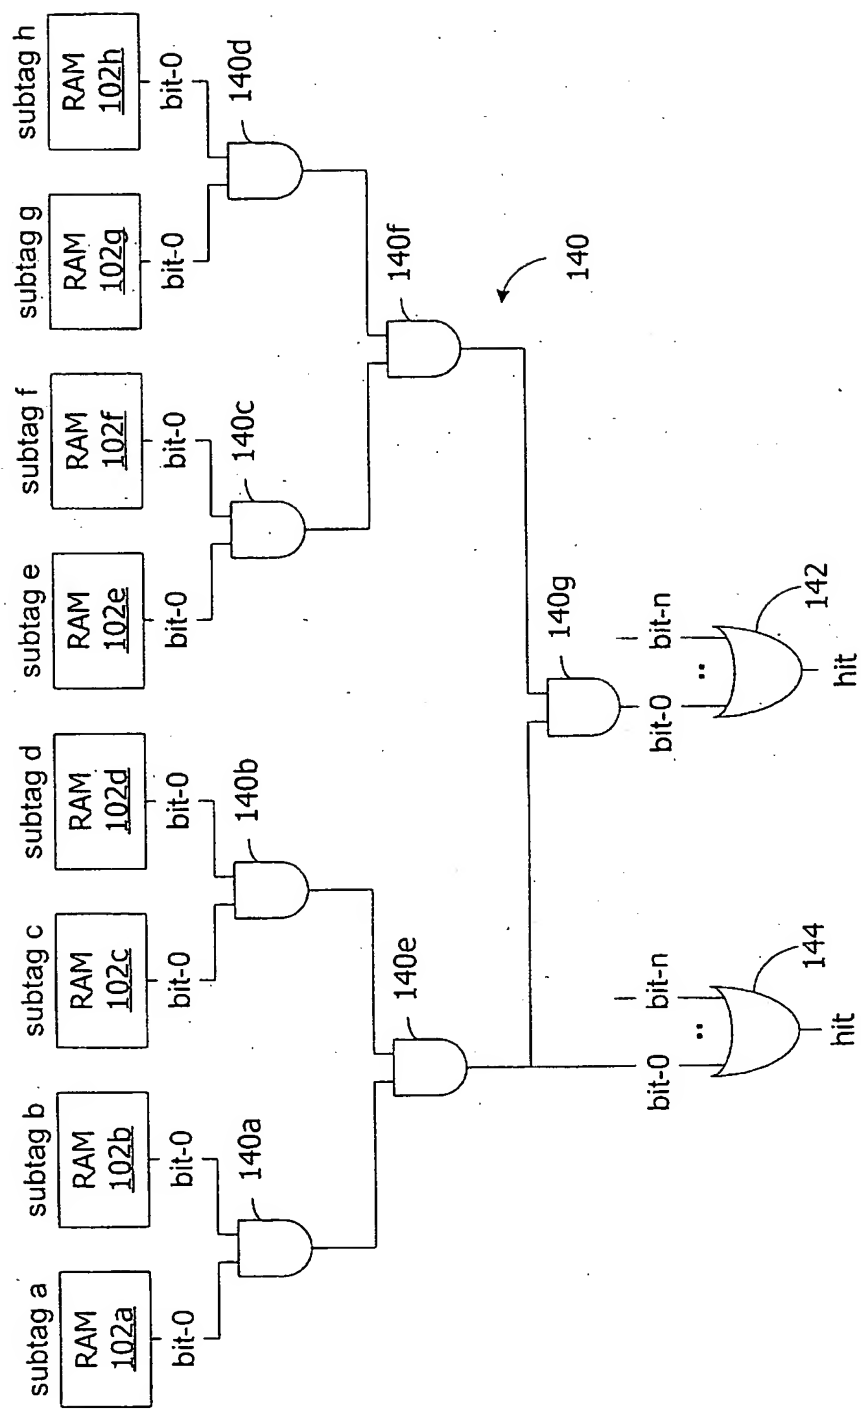 subtag a
subtag b
subtag c
subtag d
subtag e
subtag f
subtag g
subtag h
RAM
102a
RAM
102b
RAM
102c
RAM
102d
RAM
102e
RAM
102f
RAM
102g
RAM
102h
bit-0
bit-0
bit-0
bit-0
bit-0
bit-0
bit-0
bit-0
140a
140b
140c
140d
140e
140f
140
140g
bit-0
bit-n
144
hit
bit-0
bit-n
142
hit